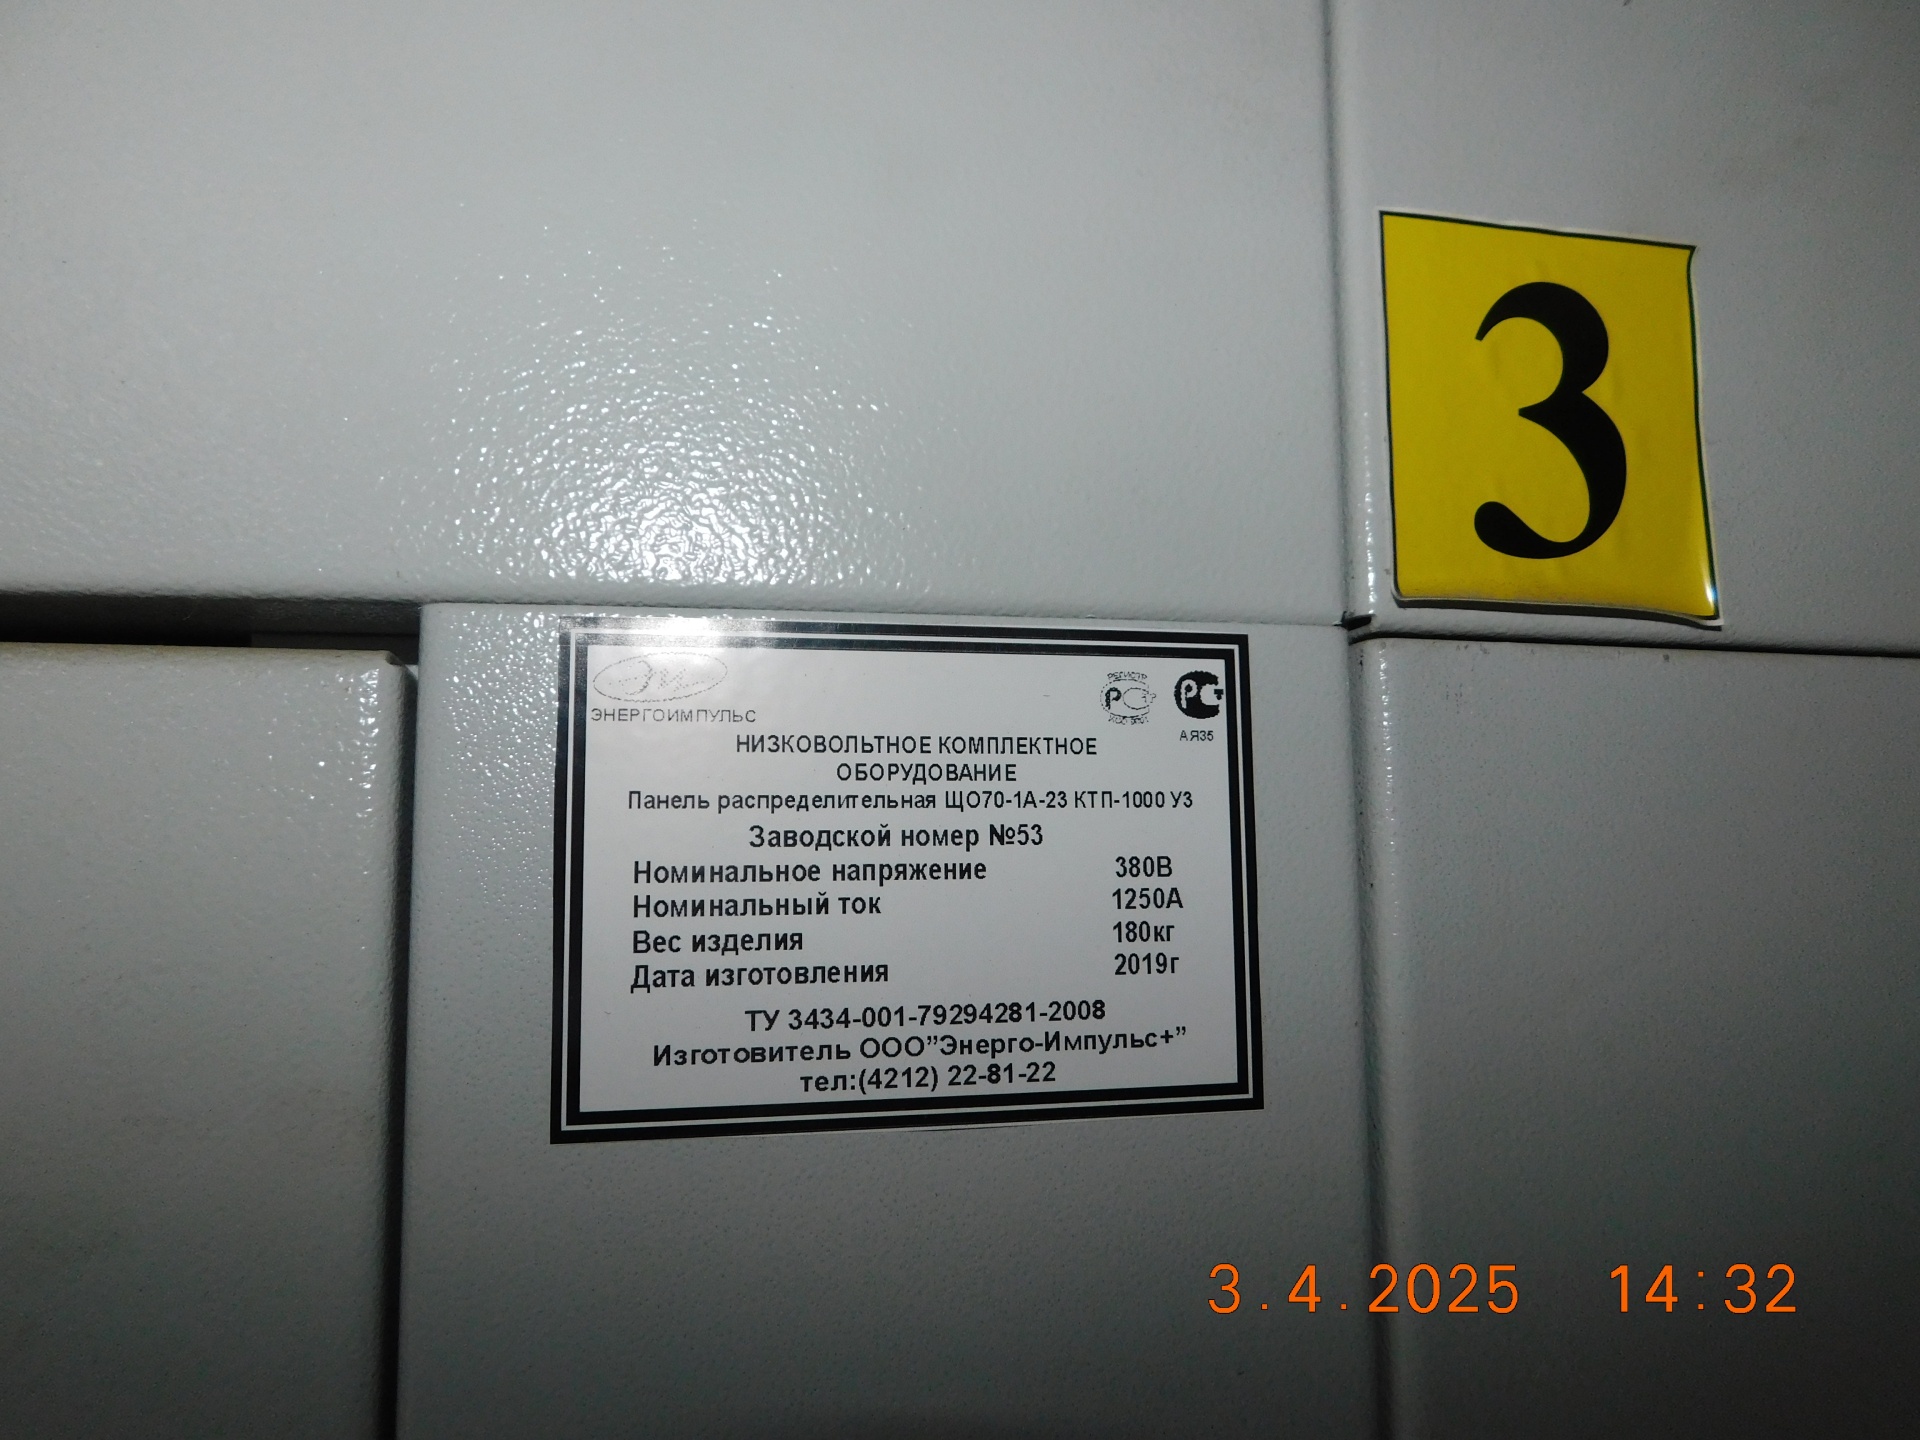 3
ЭНЕРГОИМПУЛЬС
РЕГИСТР
АЯ35
НИЗКОВОЛЬТНОЕ КОМПЛЕКТНОЕ
ОБОРУДОВАНИЕ
Панель распределительная ЩО70-1А-23 КТП-1000 У3
Заводской номер №53
Номинальное напряжение 380В
Номинальный ток 1250А
Вес изделия 180кг
Дата изготовления 2019г
ТУ 3434-001-79294281-2008
Изготовитель ООО”Энерго-Импульс+”
тел:(4212) 22-81-22
3.4.2025 14:32